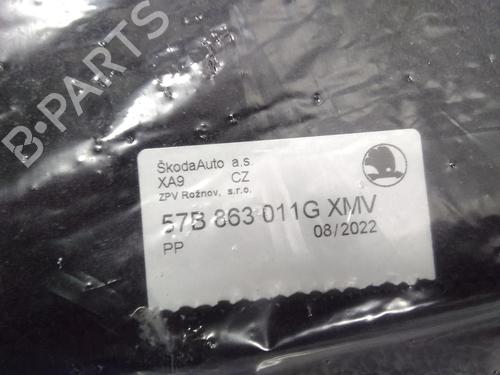 B-PARTS
ŠkodaAuto a.s.
XA9 CZ
ZPV Rožnov, s.r.o.
57B 863 011G XMV
08/2022
PP